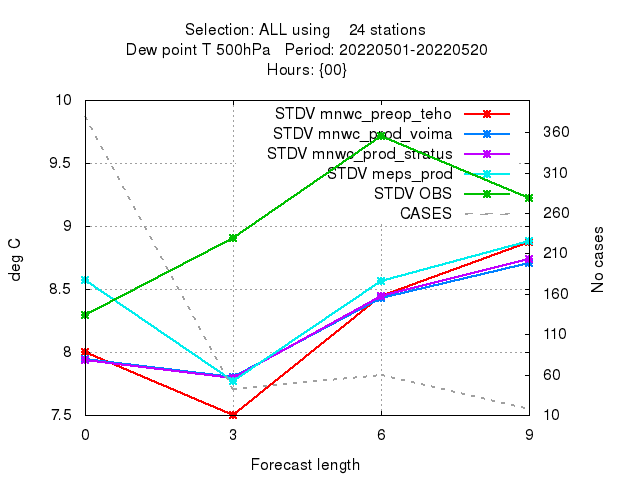 Selection: ALL using    24 stations
Dew point T 500hPa   Period: 20220501-20220520
Hours: {00}
STDV mnwc_preop_teho
STDV mnwc_prod_voima
STDV mnwc_prod_stratus
STDV meps_prod
STDV OBS
CASES
10
9.5
9
8.5
8
7.5
deg C
360
310
260
210
160
110
60
10
No cases
0
3
6
9
Forecast length